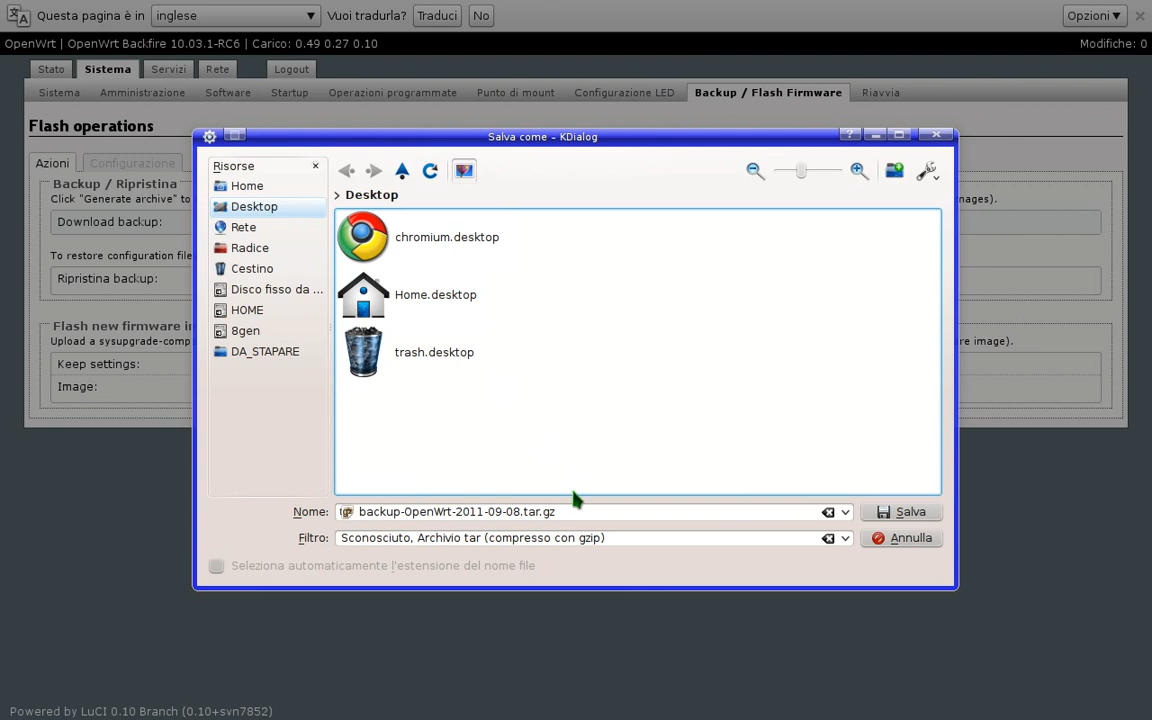 Questa pagina è in inglese Vuoi tradurla? Traduci No Opzioni
OpenWrt | OpenWrt Backfire 10.03.1-RC6 | Carico: 0.49 0.27 0.10 Modifiche: 0
Stato Sistema Servizi Rete Logout
Sistema Amministrazione Software Startup Operazioni programmate Punto di mount Configurazione LED Backup / Flash Firmware Riavvia
Flash operations
Azioni Configurazione
Backup / Ripristina
Click "Generate archive" to
mages).
Download backup:
To restore configuration file
Ripristina backup:
Flash new firmware i
Upload a sysupgrade-comp
re image).
Keep settings:
Image:
Salva come – KDialog
Risorse
Home
Desktop
Rete
Radice
Cestino
Disco fisso da ...
HOME
8gen
DA_STAPARE
> Desktop
chromium.desktop
Home.desktop
trash.desktop
Nome: backup-OpenWrt-2011-09-08.tar.gz Salva
Filtro: Sconosciuto, Archivio tar (compresso con gzip) Annulla
Seleziona automaticamente l'estensione del nome file
Powered by LuCI 0.10 Branch (0.10+svn7852)